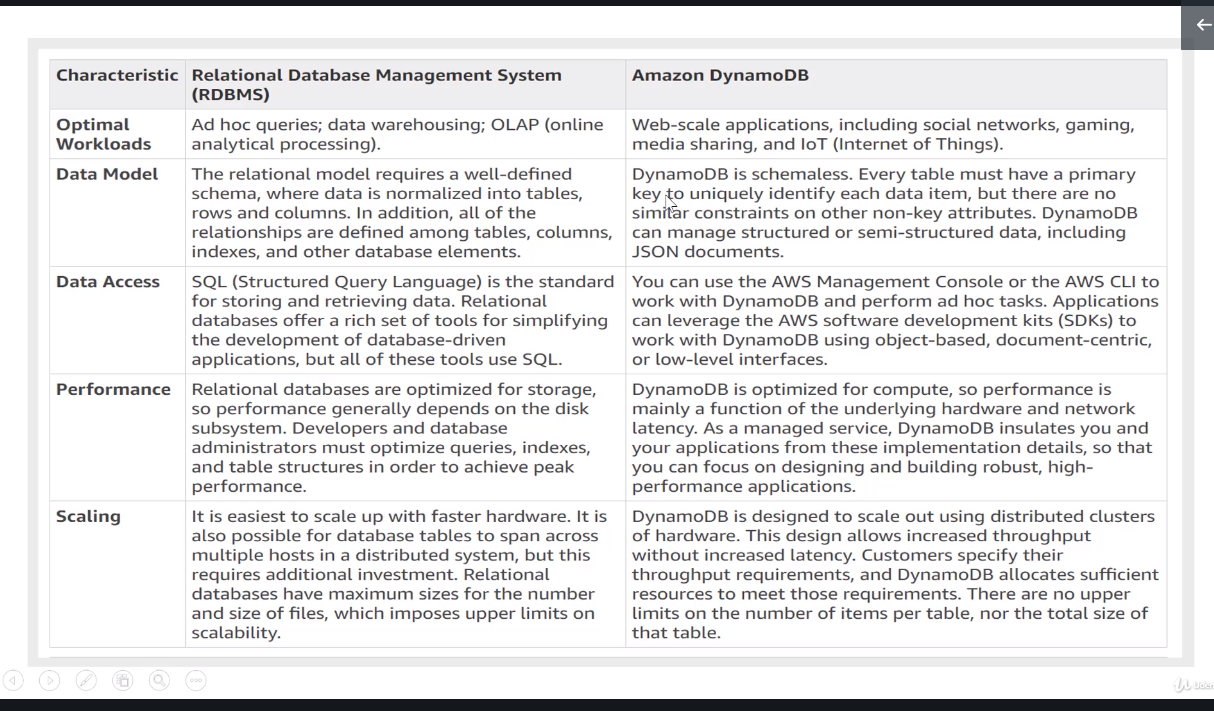 Characteristic
Relational Database Management System
(RDBMS)
Amazon DynamoDB
Optimal
Workloads
Ad hoc queries; data warehousing; OLAP (online
analytical processing).
Web-scale applications, including social networks, gaming,
media sharing, and IoT (Internet of Things).
Data Model
The relational model requires a well-defined
schema, where data is normalized into tables,
rows and columns. In addition, all of the
relationships are defined among tables, columns,
indexes, and other database elements.
DynamoDB is schemaless. Every table must have a primary
key to uniquely identify each data item, but there are no
similar constraints on other non-key attributes. DynamoDB
can manage structured or semi-structured data, including
JSON documents.
Data Access
SQL (Structured Query Language) is the standard
for storing and retrieving data. Relational
databases offer a rich set of tools for simplifying
the development of database-driven
applications, but all of these tools use SQL.
You can use the AWS Management Console or the AWS CLI to
work with DynamoDB and perform ad hoc tasks. Applications
can leverage the AWS software development kits (SDKs) to
work with DynamoDB using object-based, document-centric,
or low-level interfaces.
Performance
Relational databases are optimized for storage,
so performance generally depends on the disk
subsystem. Developers and database
administrators must optimize queries, indexes,
and table structures in order to achieve peak
performance.
DynamoDB is optimized for compute, so performance is
mainly a function of the underlying hardware and network
latency. As a managed service, DynamoDB insulates you and
your applications from these implementation details, so that
you can focus on designing and building robust, high-
performance applications.
Scaling
It is easiest to scale up with faster hardware. It is
also possible for database tables to span across
multiple hosts in a distributed system, but this
requires additional investment. Relational
databases have maximum sizes for the number
and size of files, which imposes upper limits on
scalability.
DynamoDB is designed to scale out using distributed clusters
of hardware. This design allows increased throughput
without increased latency. Customers specify their
throughput requirements, and DynamoDB allocates sufficient
resources to meet those requirements. There are no upper
limits on the number of items per table, nor the total size of
that table.